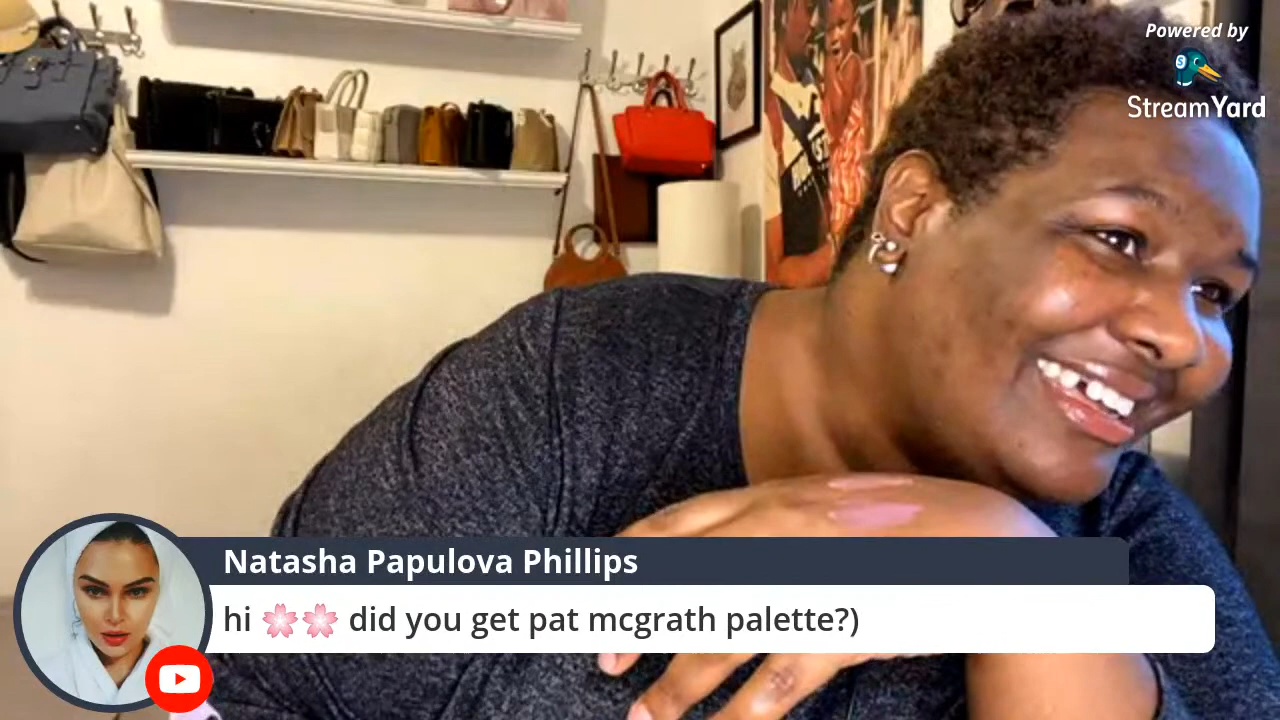 Powered by
StreamYard
Natasha Papulova Phillips
hi 🌸🌸 did you get pat mcgrath palette?)